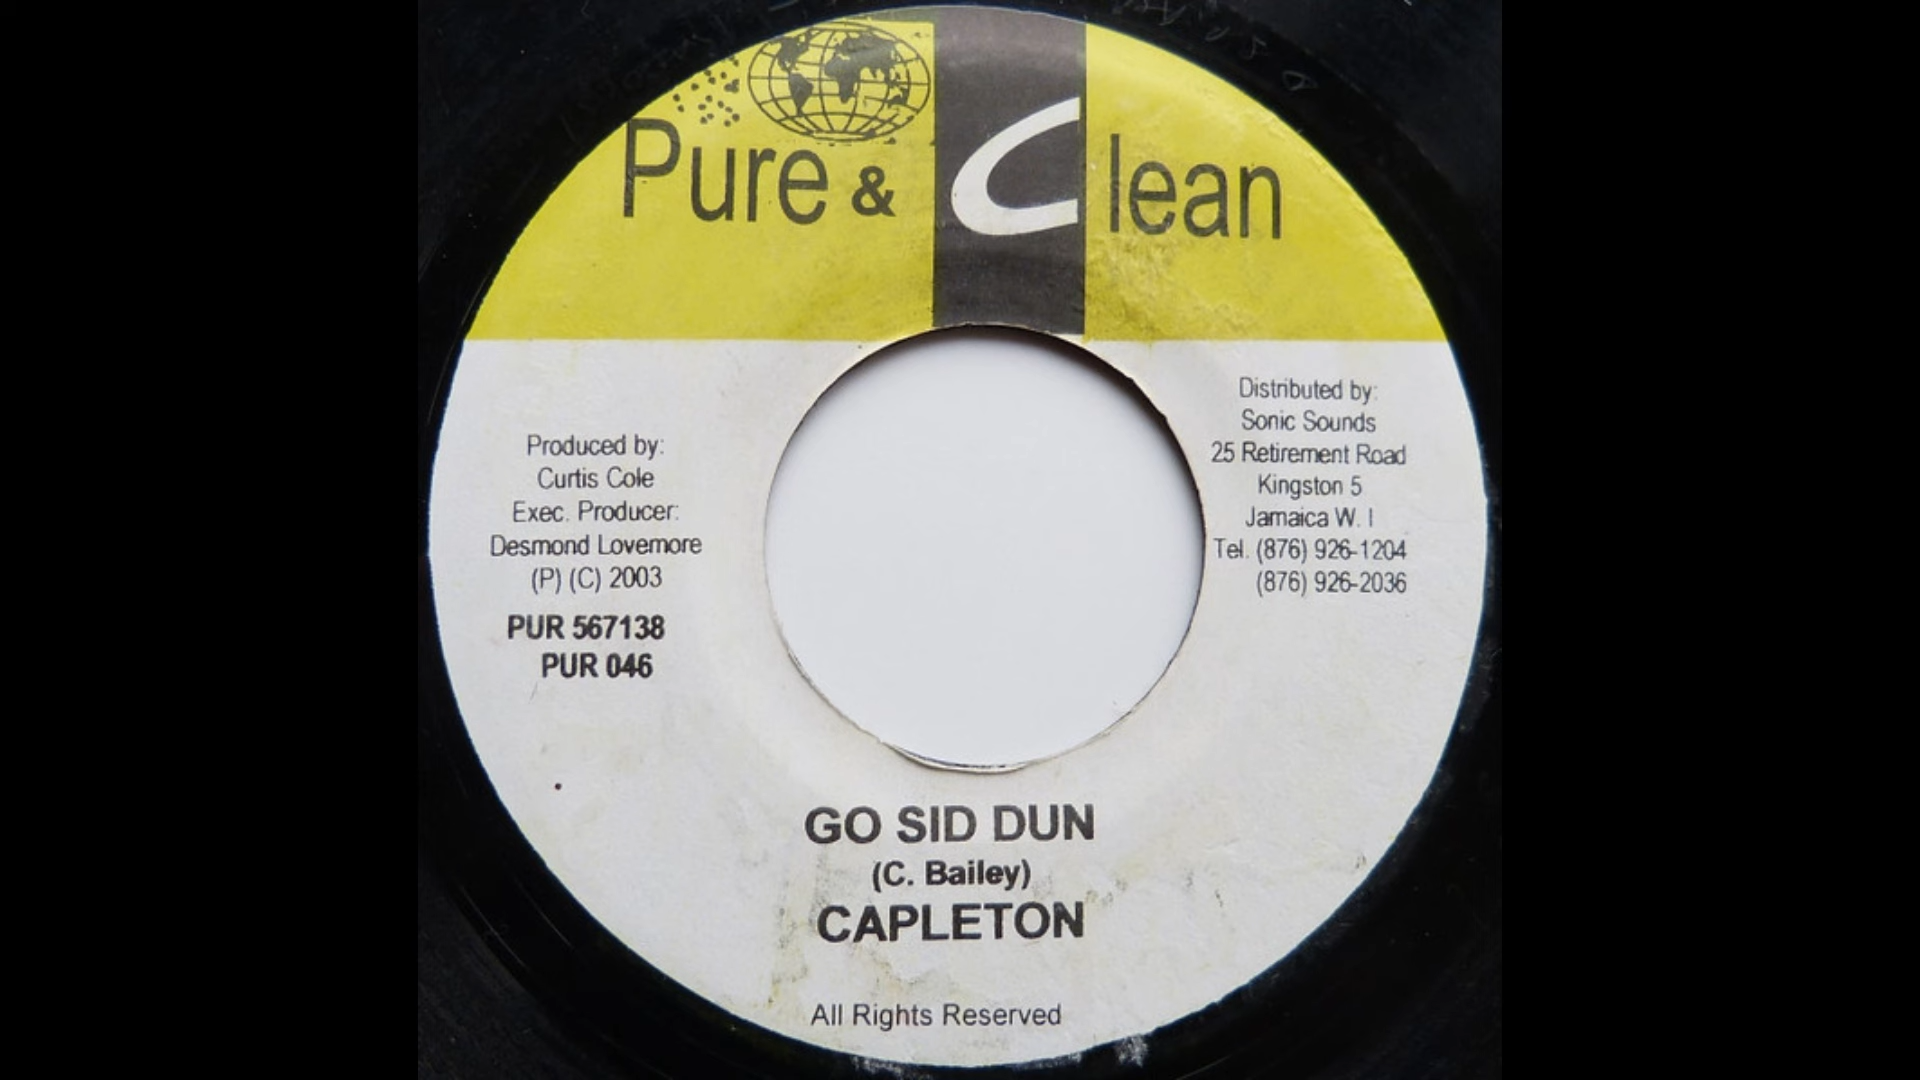 Pure & Clean
Produced by:
Curtis Cole
Exec. Producer:
Desmond Lovemore
(P) (C) 2003
PUR 567138
PUR 046
Distributed by:
Sonic Sounds
25 Retirement Road
Kingston 5
Jamaica W. I
Tel. (876) 926-1204
(876) 926-2036
GO SID DUN
(C. Bailey)
CAPLETON
All Rights Reserved